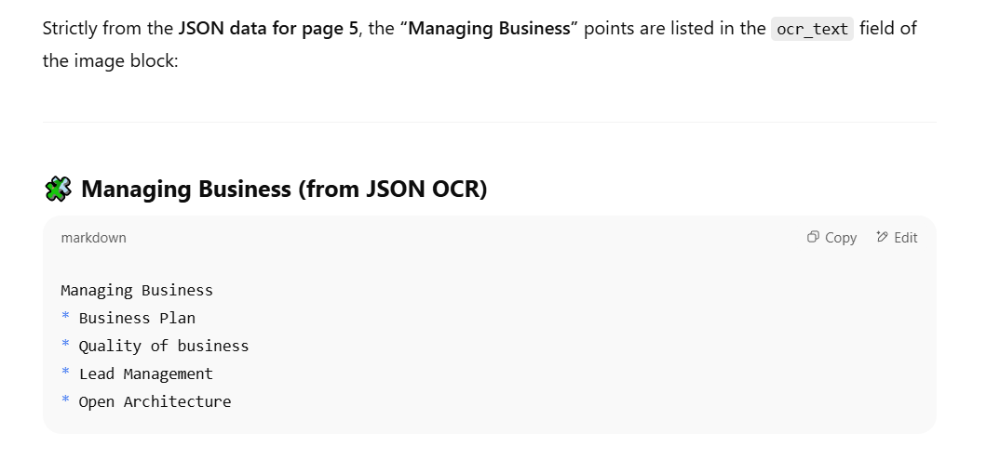 Strictly from the JSON data for page 5, the “Managing Business” points are listed in the ocr_text field of
the image block:
Managing Business (from JSON OCR)
markdown
Copy
Edit
Managing Business
* Business Plan
* Quality of business
* Lead Management
* Open Architecture